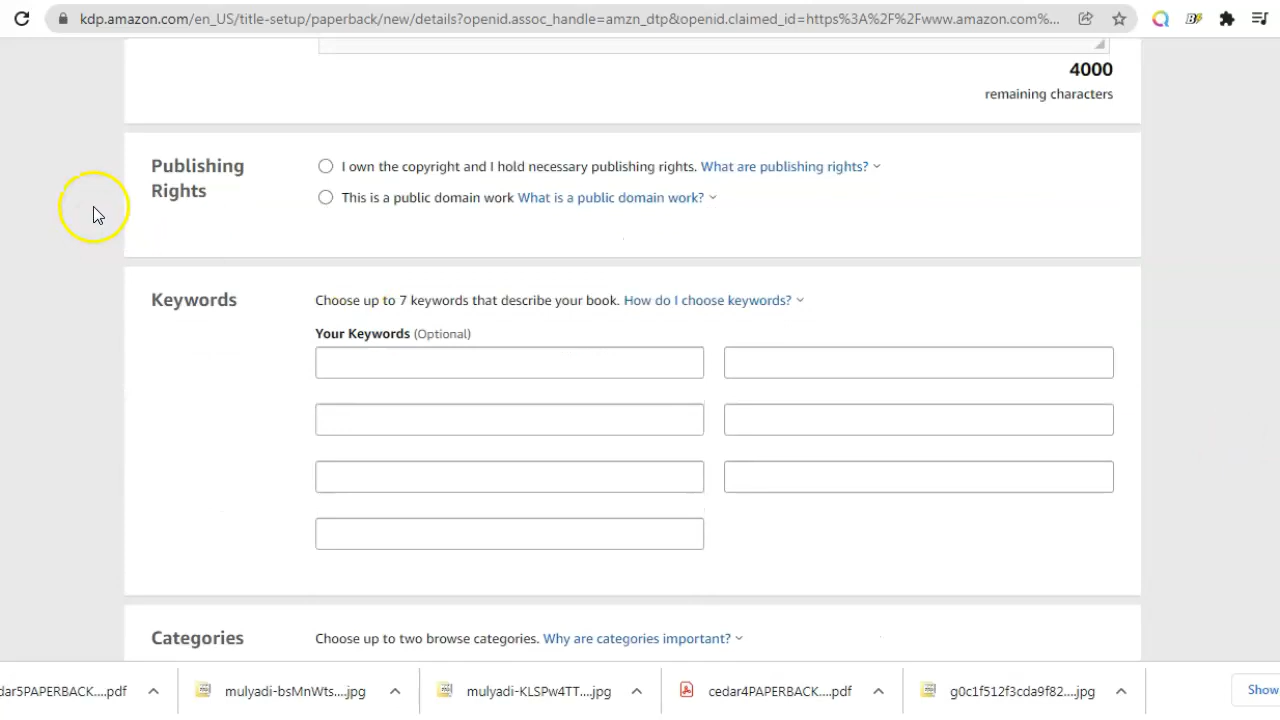 kdp.amazon.com/en_US/title-setup/paperback/new/details?openid.assoc_handle=amzn_dtp&openid.claimed_id=https%3A%2F%2Fwww.amazon.com%...
4000
remaining characters
Publishing Rights
I own the copyright and I hold necessary publishing rights. What are publishing rights?
This is a public domain work What is a public domain work?
Keywords
Choose up to 7 keywords that describe your book. How do I choose keywords?
Your Keywords (Optional)
Categories
Choose up to two browse categories. Why are categories important?
dar5PAPERBACK....pdf
mulyadi-bsMnWts....jpg
mulyadi-KLSPw4TT....jpg
cedar4PAPERBACK....pdf
g0c1f512f3cda9f82....jpg
Show